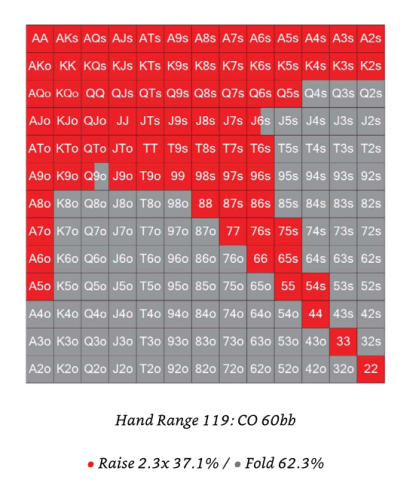 AA AKs AQs AJs ATs A9s A8s A7s A6s A5s A4s A3s A2s
AKo KK KQs KJs KTs K9s K8s K7s K6s K5s K4s K3s K2s
AQo KQo QQ QJs QTs Q9s Q8s Q7s Q6s Q5s Q4s Q3s Q2s
AJo KJo QJo JJ JTs J9s J8s J7s J6s J5s J4s J3s J2s
ATo KTo QTo JTo TT T9s T8s T7s T6s T5s T4s T3s T2s
A9o K9o Q9o J9o T9o 99 98s 97s 96s 95s 94s 93s 92s
A8o K8o Q8o J8o T8o 98o 88 87s 86s 85s 84s 83s 82s
A7o K7o Q7o J7o T7o 97o 87o 77 76s 75s 74s 73s 72s
A6o K6o Q6o J6o T6o 96o 86o 76o 66 65s 64s 63s 62s
A5o K5o Q5o J5o T5o 95o 85o 75o 65o 55 54s 53s 52s
A4o K4o Q4o J4o T4o 94o 84o 74o 64o 54o 44 43s 42s
A3o K3o Q3o J3o T3o 93o 83o 73o 63o 53o 43o 33 32s
A2o K2o Q2o J2o T2o 92o 82o 72o 62o 52o 42o 32o 22
Hand Range 119: CO 60bb
• Raise 2.3x 37.1% / • Fold 62.3%